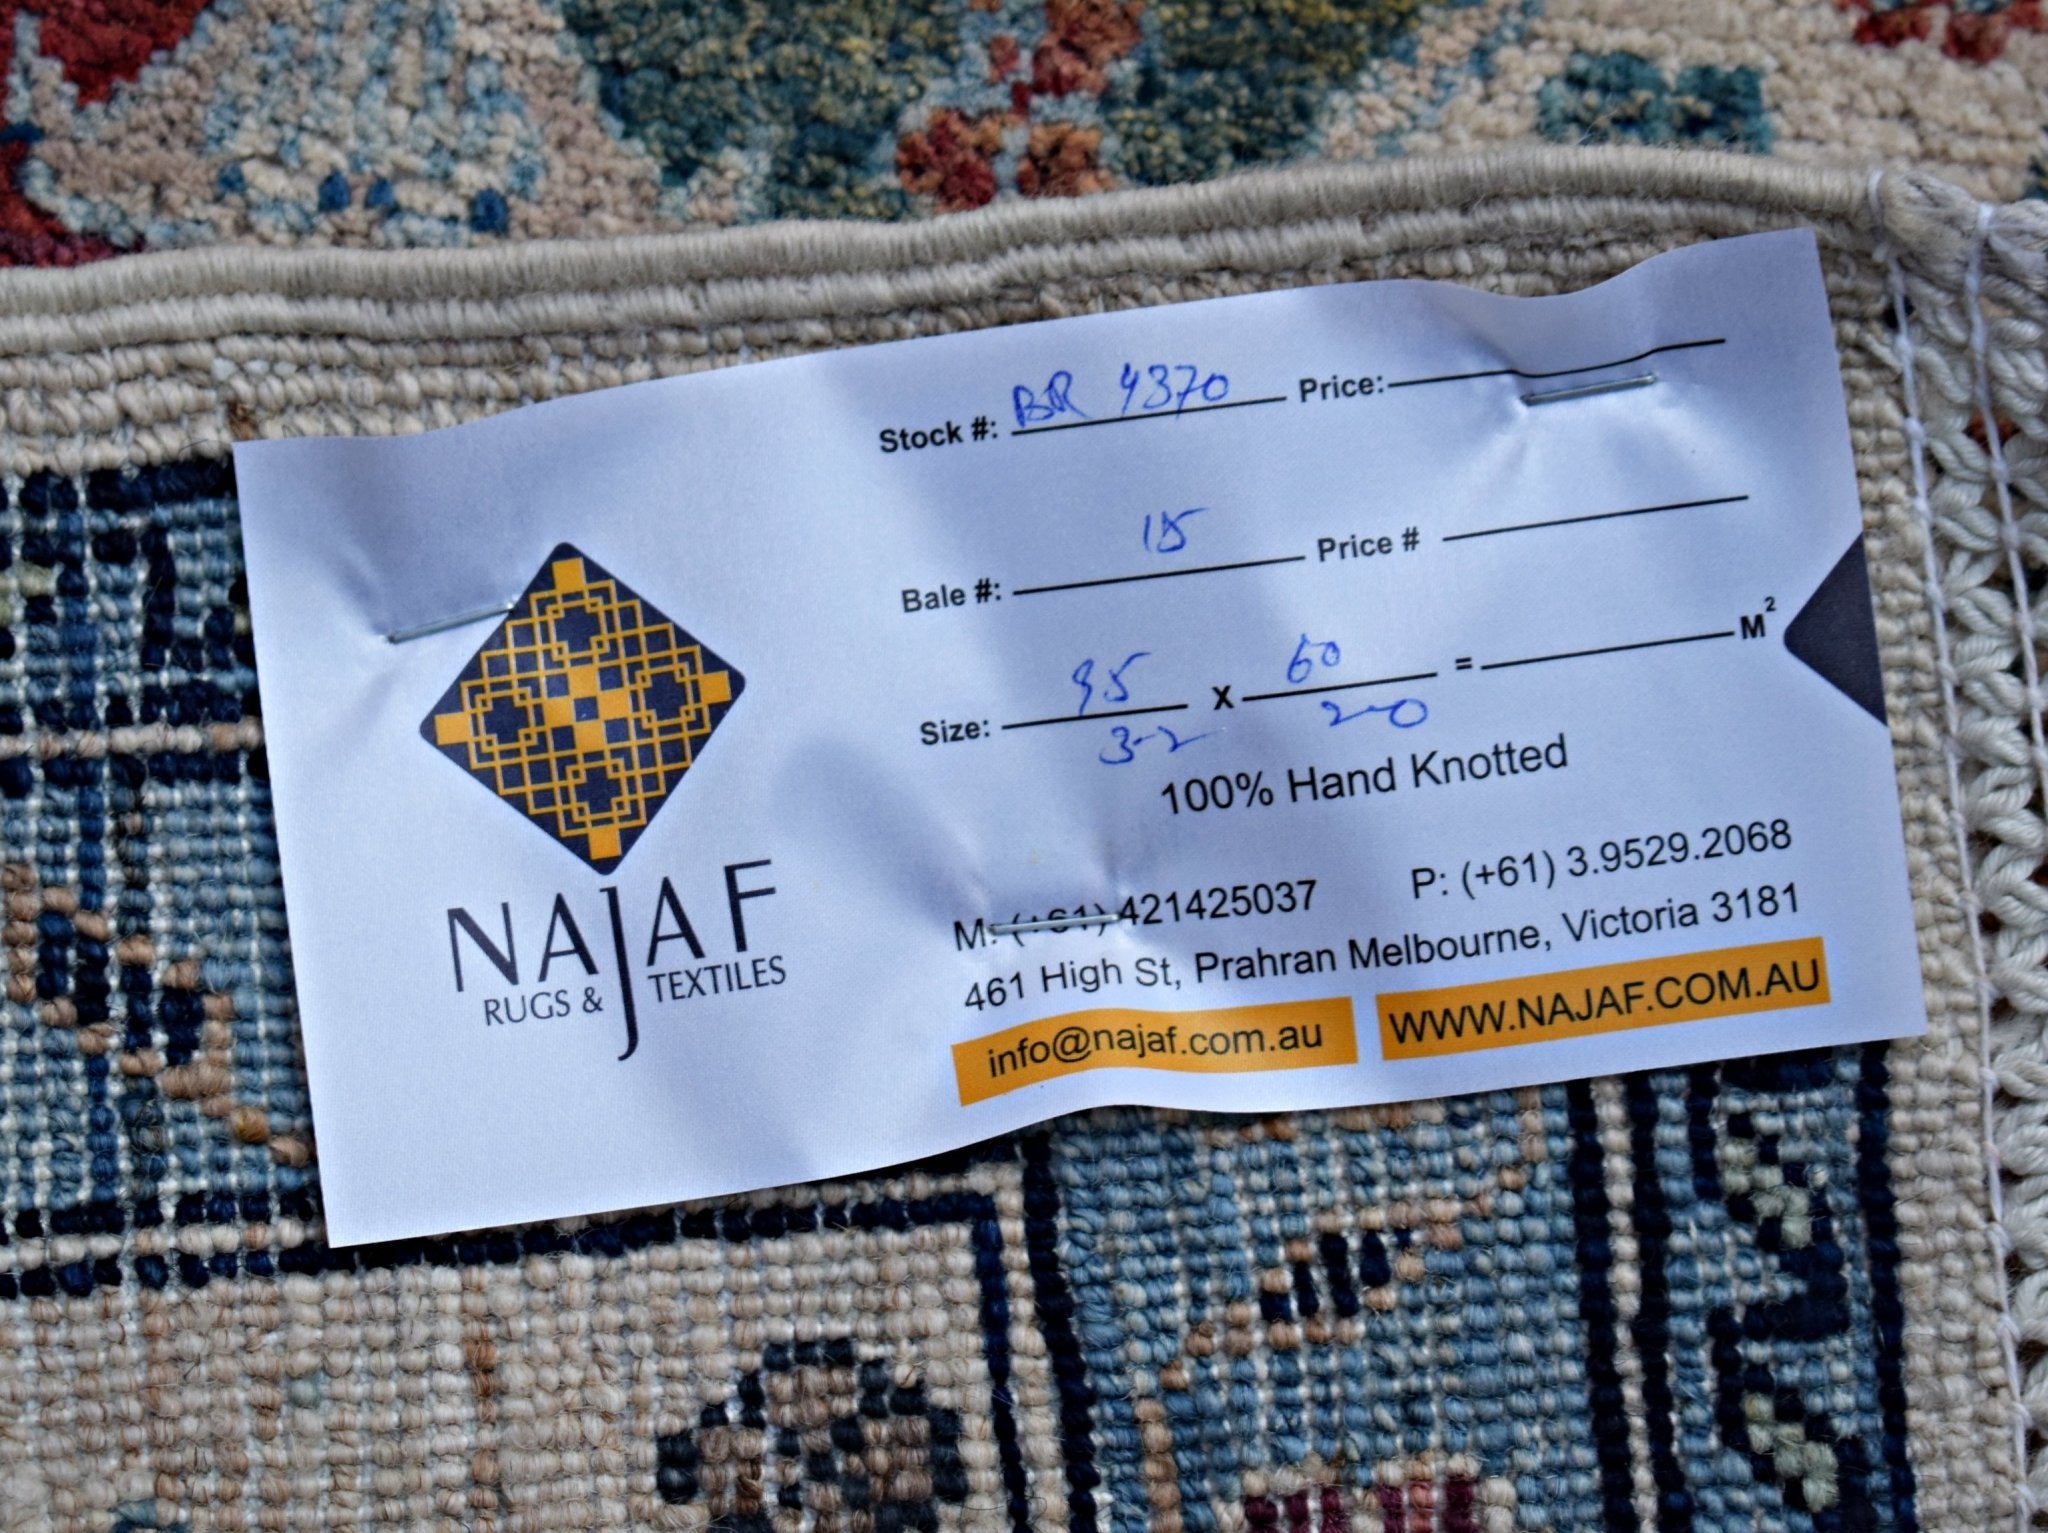 Stock #: BR 4370 Price:
Bale #: 15 Price #
Size: 95 x 60 = M²
3-2 2-0
100% Hand Knotted
M: (+61) 421425037 P: (+61) 3.9529.2068
461 High St, Prahran Melbourne, Victoria 3181
info@najaf.com.au WWW.NAJAF.COM.AU
NAJAF
RUGS & TEXTILES